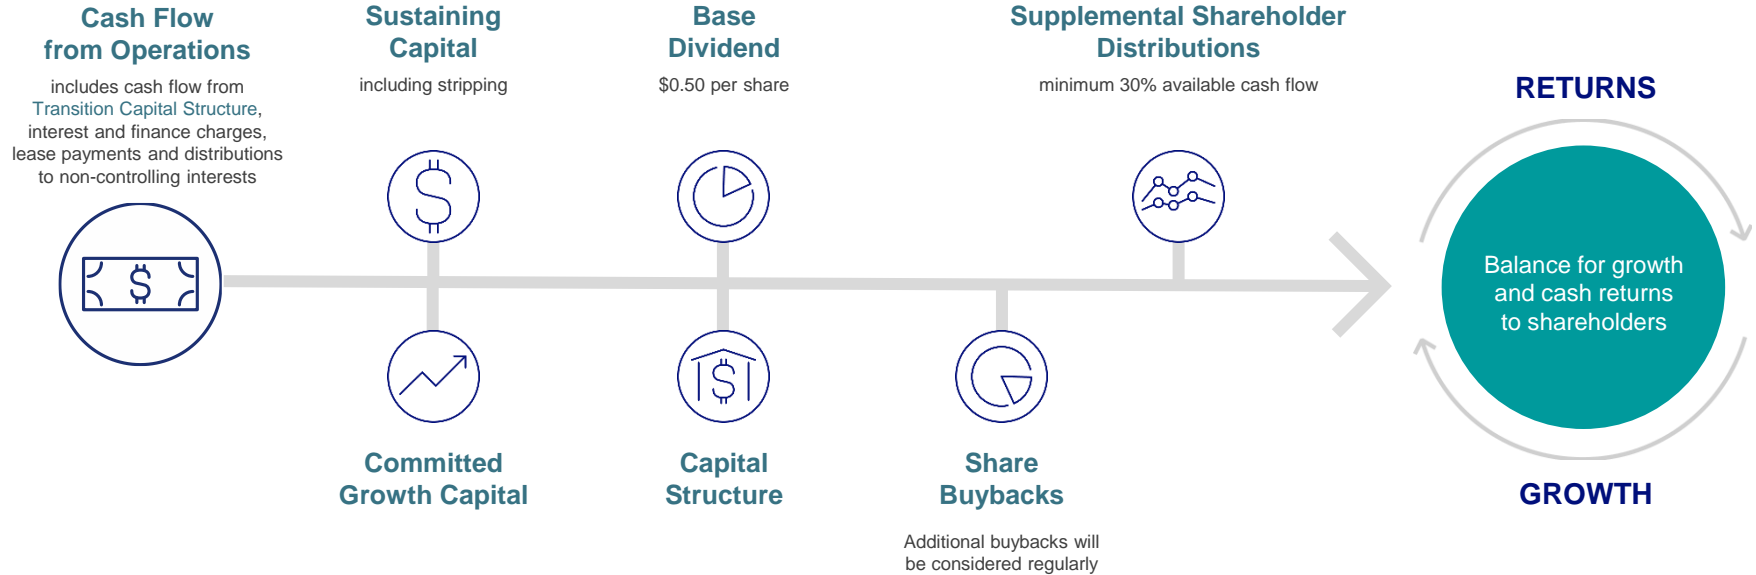 Cash Flow
from Operations
includes cash flow from
Transition Capital Structure,
interest and finance charges,
lease payments and distributions
to non-controlling interests
Sustaining
Capital
including stripping
Base
Dividend
$0.50 per share
Supplemental Shareholder
Distributions
minimum 30% available cash flow
$
$
$
Committed
Growth Capital
Capital
Structure
Share
Buybacks
Additional buybacks will
be considered regularly
RETURNS
Balance for growth
and cash returns
to shareholders
GROWTH